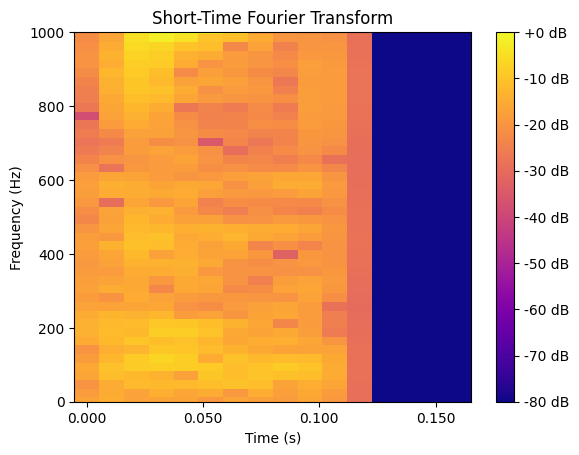 Short-Time Fourier Transform
1000
800
600
400
200
0
Frequency (Hz)
0.000
0.050
0.100
0.150
Time (s)
+0 dB
-10 dB
-20 dB
-30 dB
-40 dB
-50 dB
-60 dB
-70 dB
-80 dB